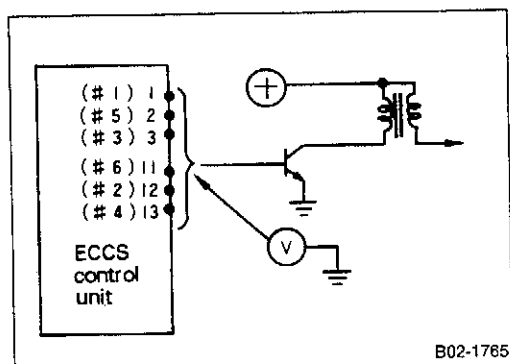 (#1) 1
(#5) 2
(#3) 3
(#6) 11
(#2) 12
(#4) 13
ECCS
control
unit
+
V
B02-1765